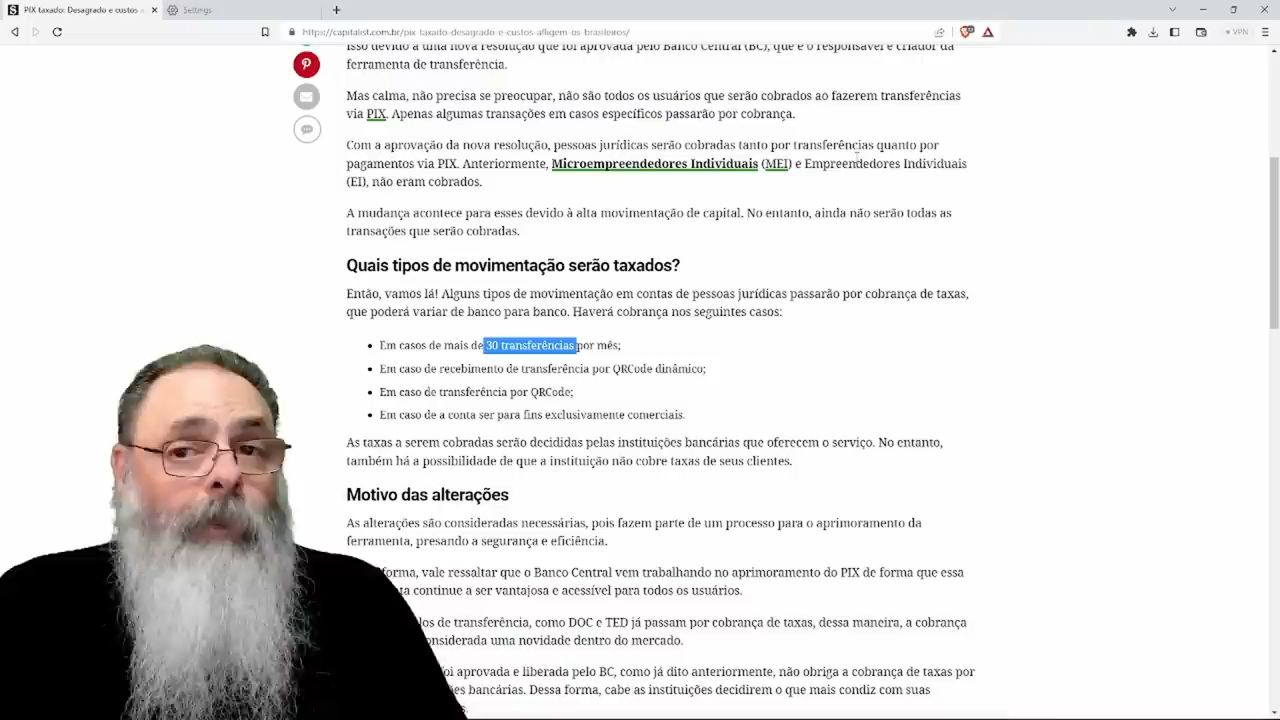 PIX taxado: Desagrado e custos a
Settings
https://capitalist.com.br/pix-taxado-desagrado-e-custos-afligem-os-brasileiros/
VPN
Isso devido a uma nova resolução que foi aprovada pelo Banco Central (BC), que é o responsável e criador da
ferramenta de transferência.
Mas calma, não precisa se preocupar, não são todos os usuários que serão cobrados ao fazerem transferências
via PIX. Apenas algumas transações em casos específicos passarão por cobrança.
Com a aprovação da nova resolução, pessoas jurídicas serão cobradas tanto por transferências quanto por
pagamentos via PIX. Anteriormente, Microempreendedores Individuais (MEI) e Empreendedores Individuais
(EI), não eram cobrados.
A mudança acontece para esses devido à alta movimentação de capital. No entanto, ainda não serão todas as
transações que serão cobradas.
Quais tipos de movimentação serão taxados?
Então, vamos lá! Alguns tipos de movimentação em contas de pessoas jurídicas passarão por cobrança de taxas,
que poderá variar de banco para banco. Haverá cobrança nos seguintes casos:
• Em casos de mais de 30 transferências por mês;
• Em caso de recebimento de transferência por QRCode dinâmico;
• Em caso de transferência por QRCode;
• Em caso de a conta ser para fins exclusivamente comerciais.
As taxas a serem cobradas serão decididas pelas instituições bancárias que oferecem o serviço. No entanto,
também há a possibilidade de que a instituição não cobre taxas de seus clientes.
Motivo das alterações
As alterações são consideradas necessárias, pois fazem parte de um processo para o aprimoramento da
ferramenta, presando a segurança e eficiência.
forma, vale ressaltar que o Banco Central vem trabalhando no aprimoramento do PIX de forma que essa
ta continue a ser vantajosa e acessível para todos os usuários.
los de transferência, como DOC e TED já passam por cobrança de taxas, dessa maneira, a cobrança
onsiderada uma novidade dentro do mercado.
oi aprovada e liberada pelo BC, como já dito anteriormente, não obriga a cobrança de taxas por
ões bancárias. Dessa forma, cabe as instituições decidirem o que mais condiz com suas